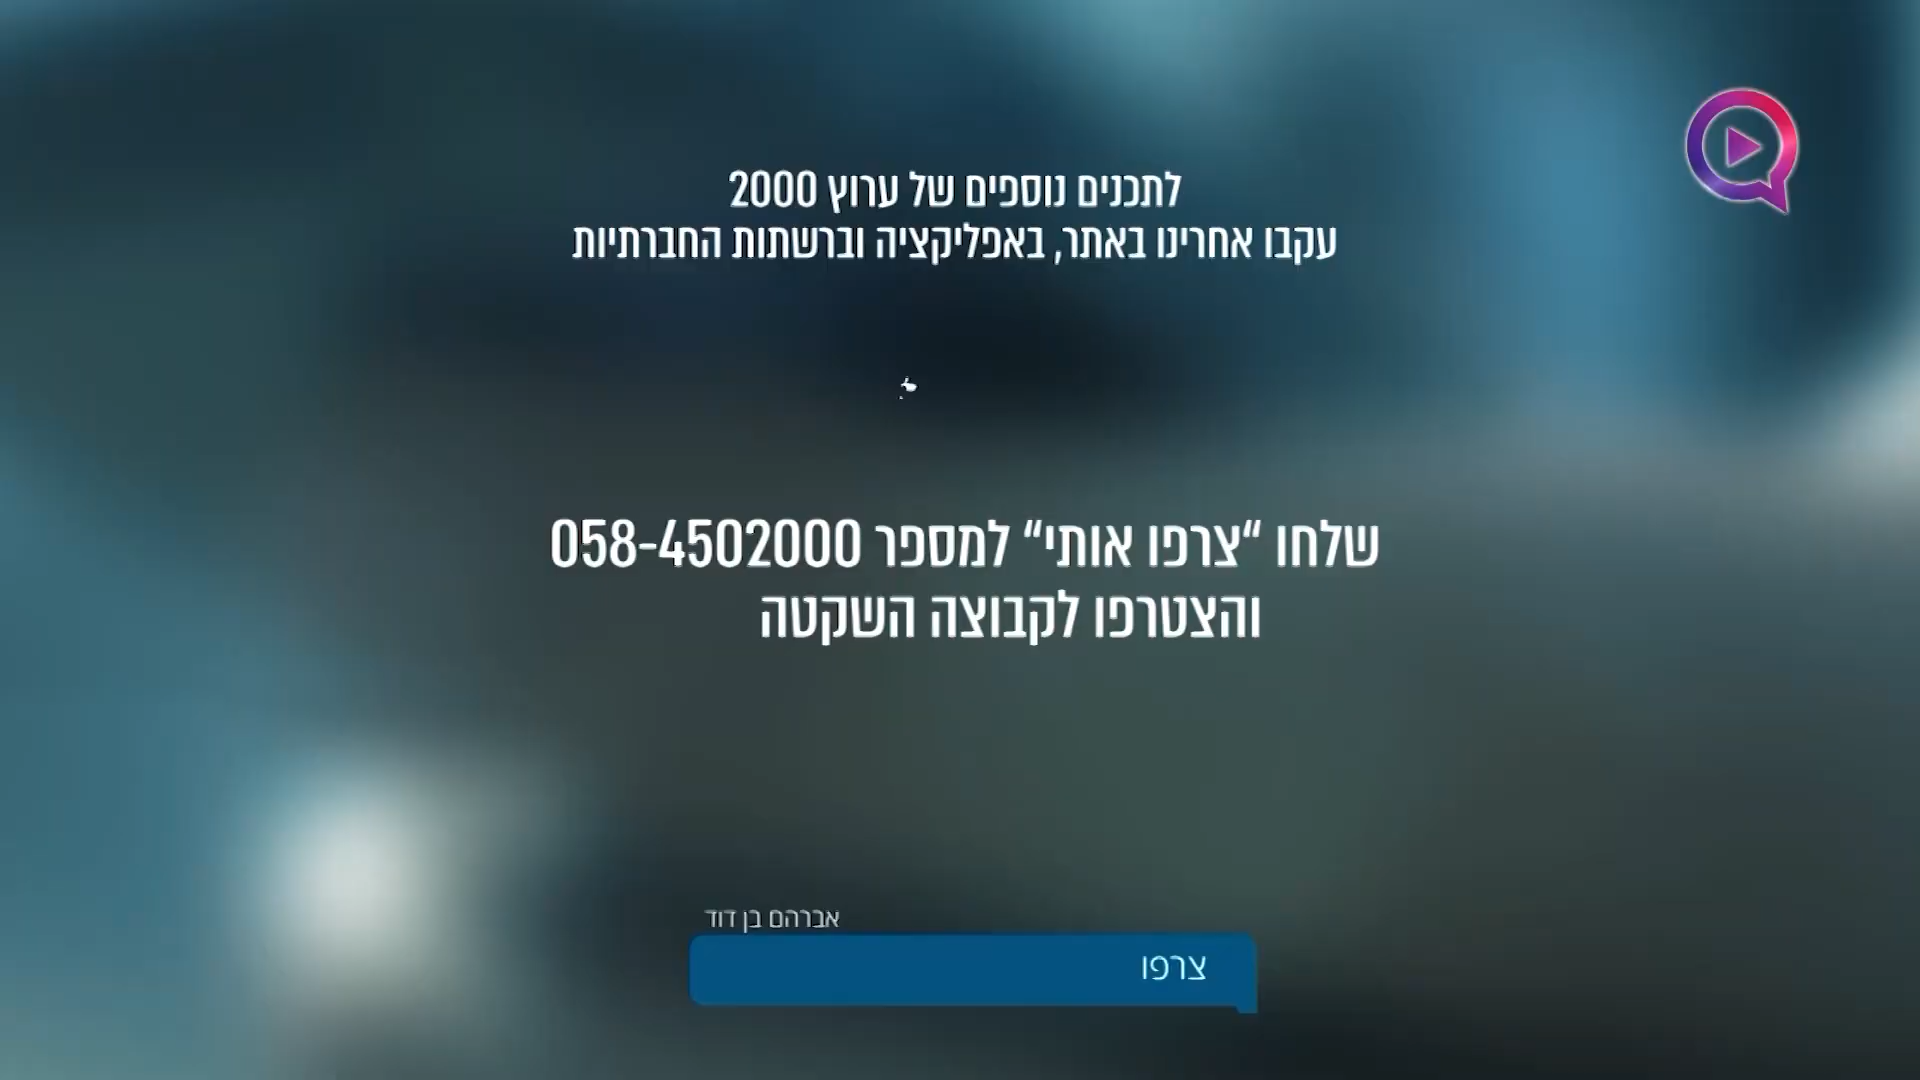 לתכנים נוספים של ערוץ 2000
עקבו אחרינו באתר, באפליקציה וברשתות החברתיות
שלחו “צרפו אותי“ למספר 058-4502000
והצטרפו לקבוצה השקטה
אברהם בן דוד
צרפו